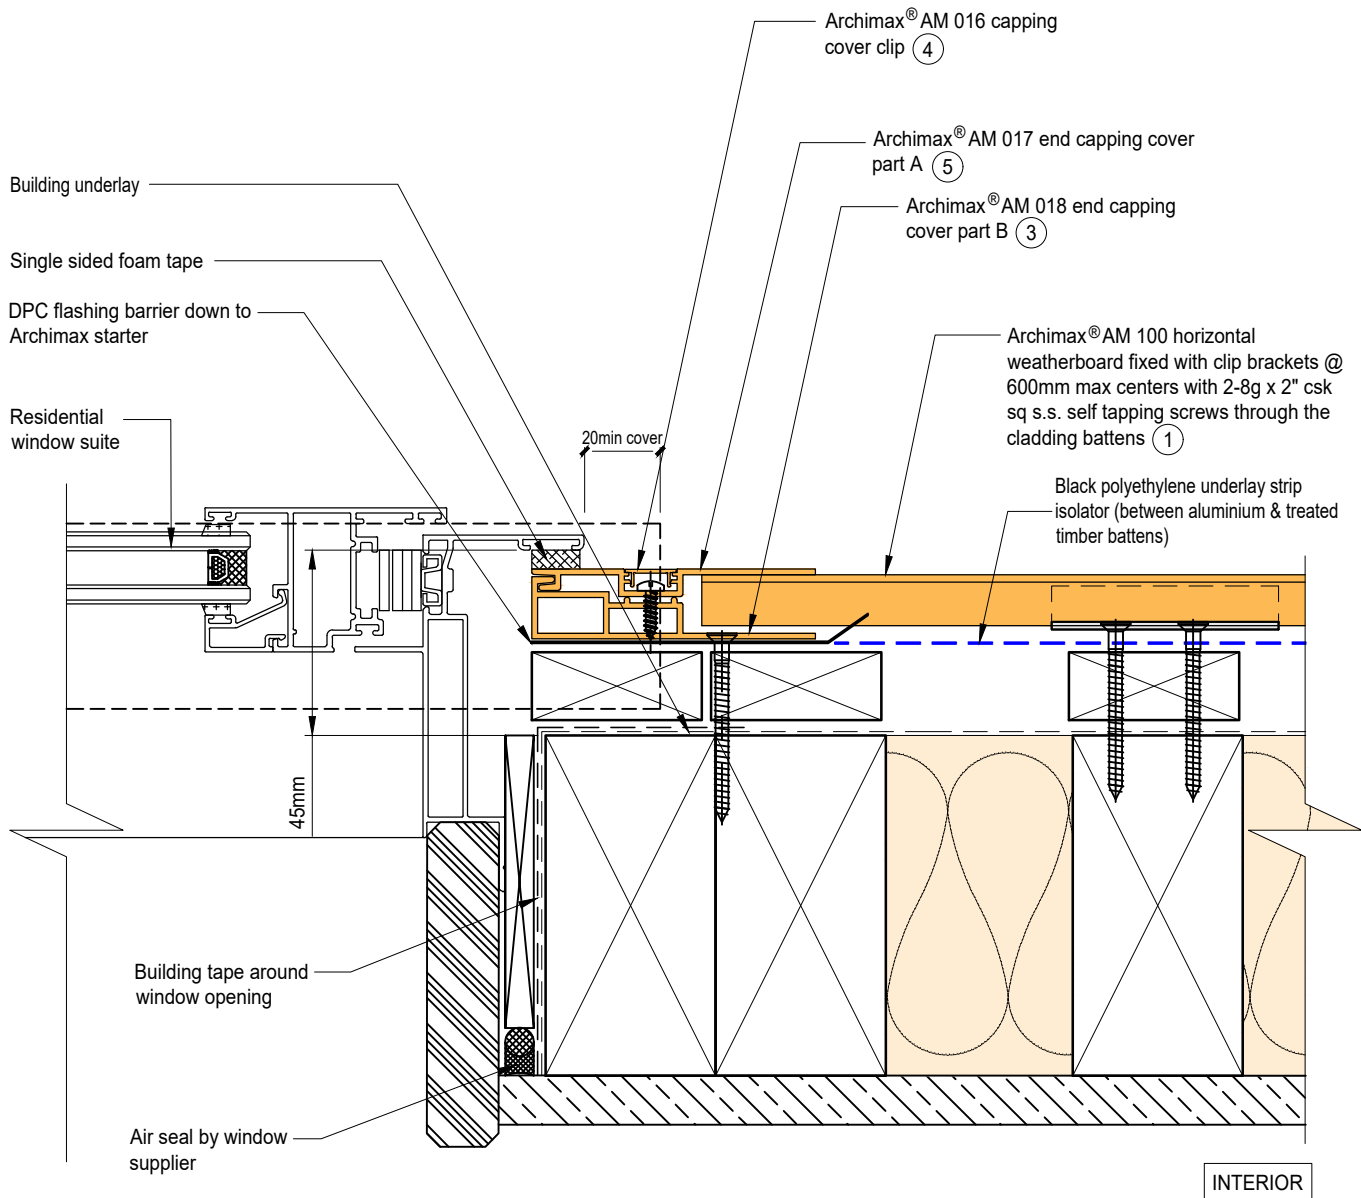 Archimax® AM 016 capping
cover clip 4
Archimax® AM 017 end capping cover
part A 5
Building underlay
Archimax® AM 018 end capping
cover part B 3
Single sided foam tape
DPC flashing barrier down to
Archimax starter
Archimax® AM 100 horizontal
weatherboard fixed with clip brackets @
600mm max centers with 2-8g x 2" csk
sq s.s. self tapping screws through the
cladding battens 1
Residential
window suite
20min cover
Black polyethylene underlay strip
isolator (between aluminium & treated
timber battens)
45mm
Building tape around
window opening
Air seal by window
supplier
INTERIOR